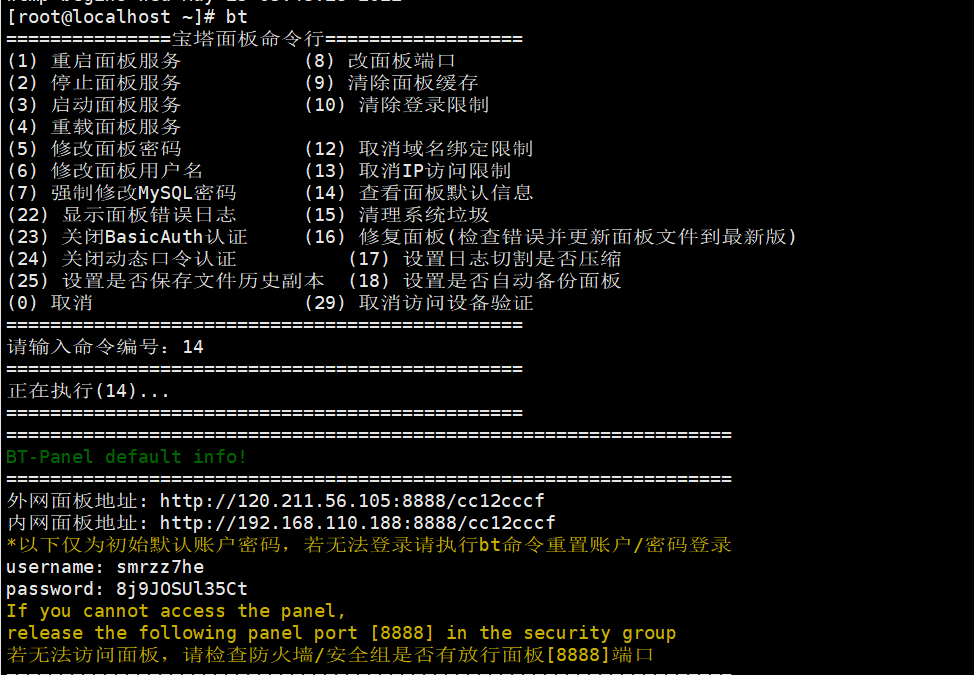 [root@localhost ~]# bt
===============宝塔面板命令行==================
(1) 重启面板服务 (8) 改面板端口
(2) 停止面板服务 (9) 清除面板缓存
(3) 启动面板服务 (10) 清除登录限制
(4) 重载面板服务
(5) 修改面板密码 (12) 取消域名绑定限制
(6) 修改面板用户名 (13) 取消IP访问限制
(7) 强制修改MySQL密码 (14) 查看面板默认信息
(22) 显示面板错误日志 (15) 清理系统垃圾
(23) 关闭BasicAuth认证 (16) 修复面板(检查错误并更新面板文件到最新版)
(24) 关闭动态口令认证 (17) 设置日志切割是否压缩
(25) 设置是否保存文件历史副本 (18) 设置是否自动备份面板
(0) 取消 (29) 取消访问设备验证
===============================================
请输入命令编号：14
===============================================
正在执行(14)...
===============================================
==================================================================
BT-Panel default info!
==================================================================
外网面板地址: http://120.211.56.105:8888/cc12cccf
内网面板地址: http://192.168.110.188:8888/cc12cccf
*以下仅为初始默认账户密码，若无法登录请执行bt命令重置账户/密码登录
username: smrzz7he
password: 8j9JOSUl35Ct
If you cannot access the panel,
release the following panel port [8888] in the security group
若无法访问面板，请检查防火墙/安全组是否有放行面板[8888]端口
==================================================================